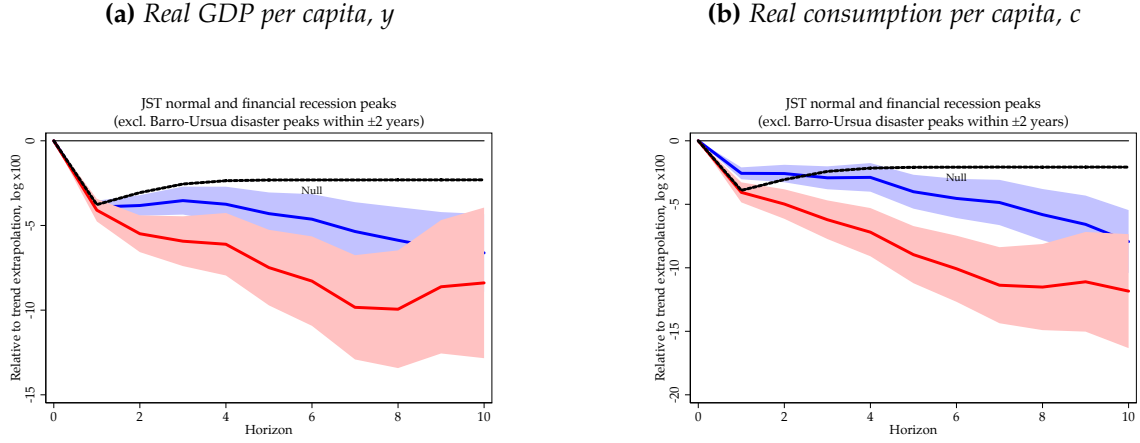 (a) Real GDP per capita, y
JST normal and financial recession peaks
(excl. Barro-Ursua disaster peaks within ±2 years)
Relative to trend extrapolation, log x100
0
-5
-10
-15
Null
0 2 4 6 8 10
Horizon
(b) Real consumption per capita, c
JST normal and financial recession peaks
(excl. Barro-Ursua disaster peaks within ±2 years)
Relative to trend extrapolation, log x100
0
-5
-10
-15
-20
Null
0 2 4 6 8 10
Horizon